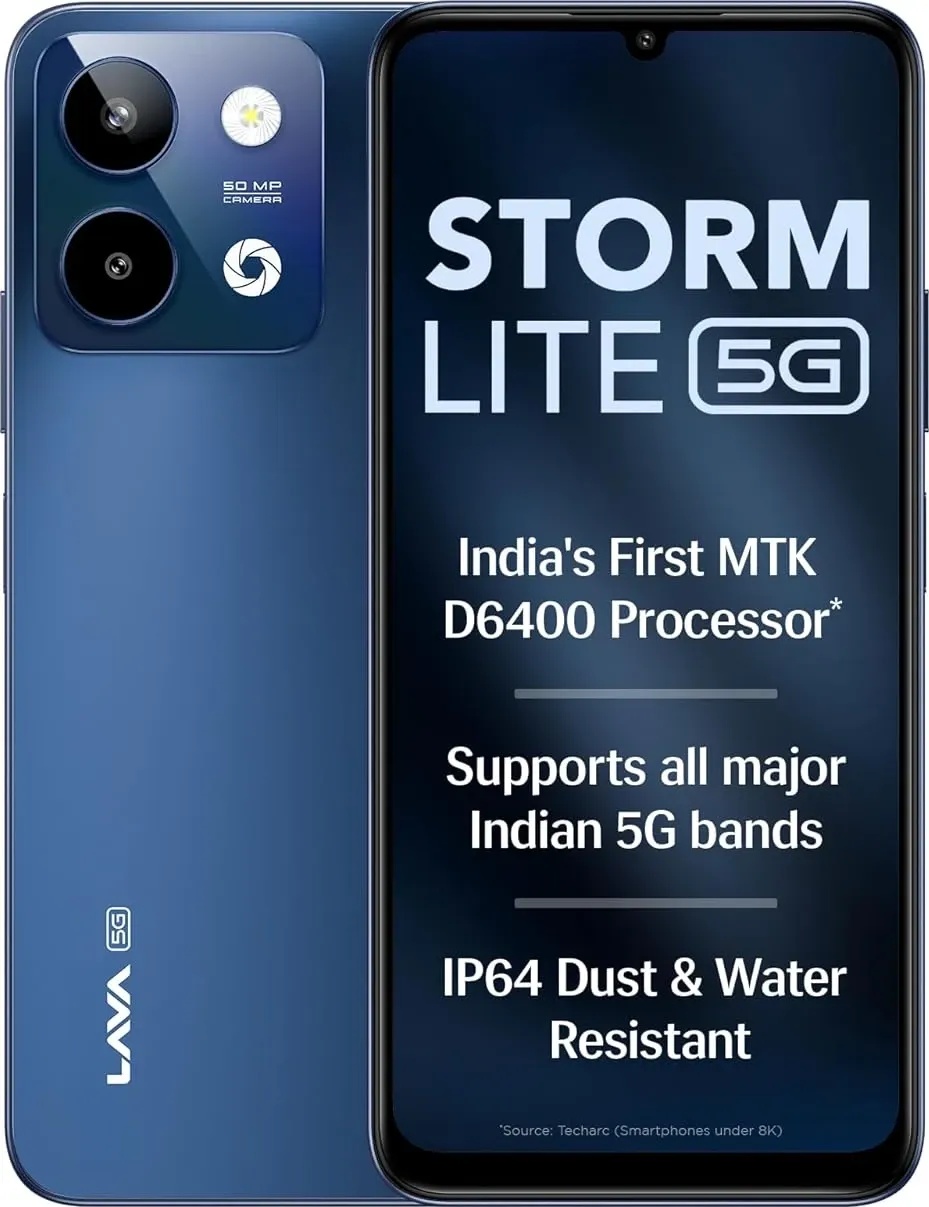 50 MP
CAMERA
LAVA 5G
STORM
LITE 5G
India's First MTK
D6400 Processor*
Supports all major
Indian 5G bands
IP64 Dust & Water
Resistant
*Source: Techarc (Smartphones under 8K)